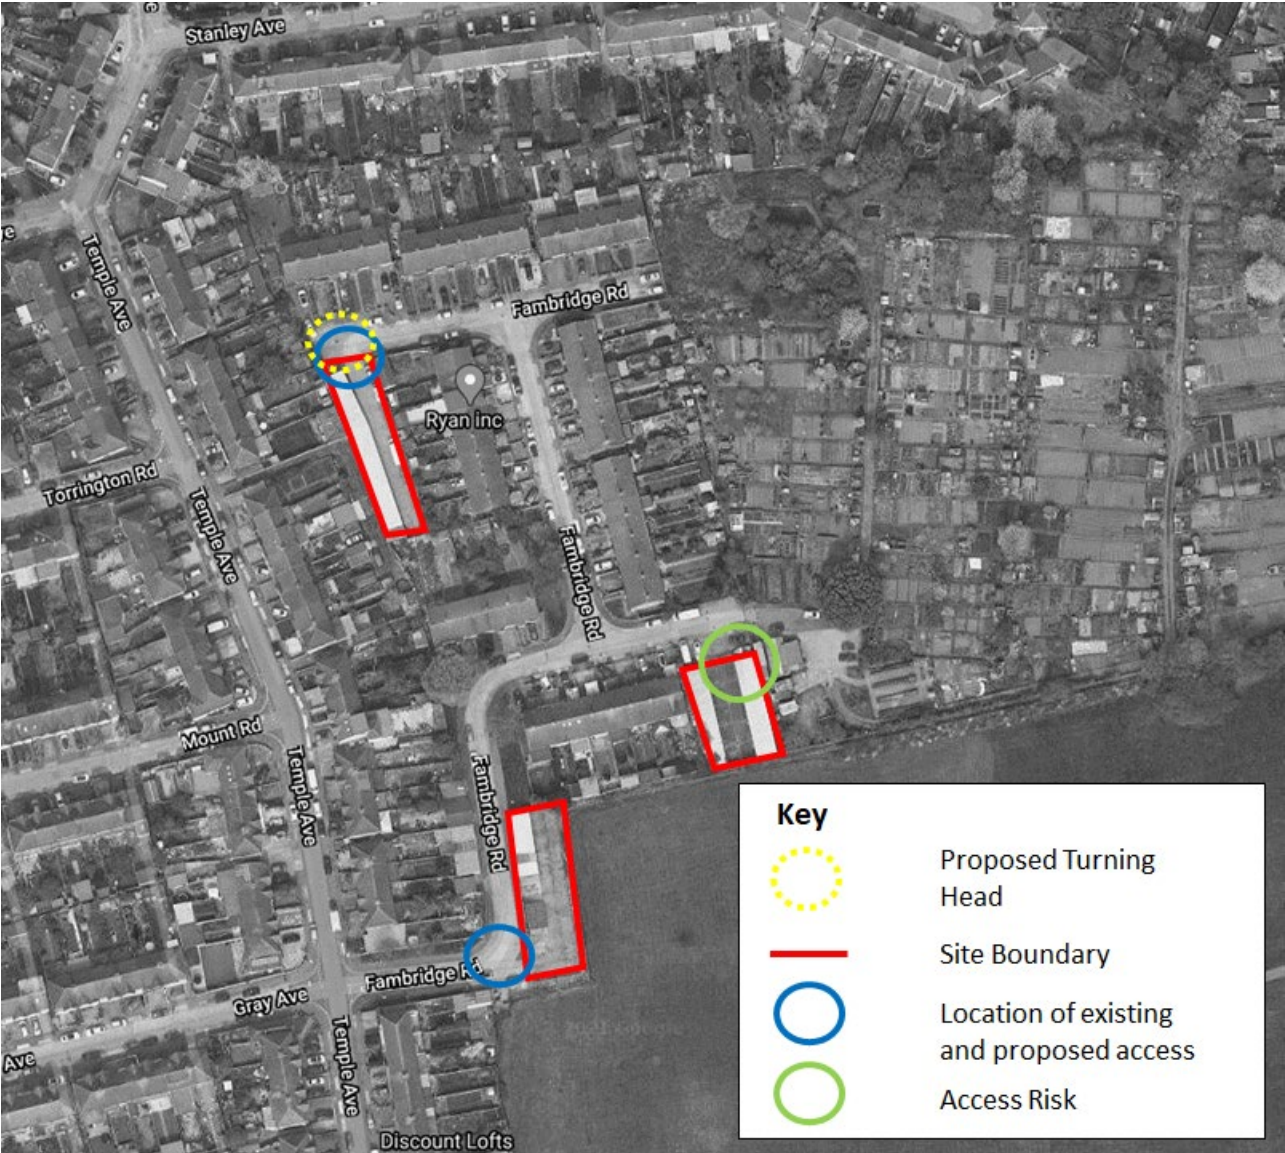 Stanley Ave
Temple Ave
Fambridge Rd
Ryan inc
Torrington Rd
Temple Ave
Fambridge Rd
Mount Rd
Temple Ave
Fambridge Rd
Fambridge R
Gray Ave
Ave
Temple Ave
Discount Lofts
Key
Proposed Turning
Head
Site Boundary
Location of existing
and proposed access
Access Risk